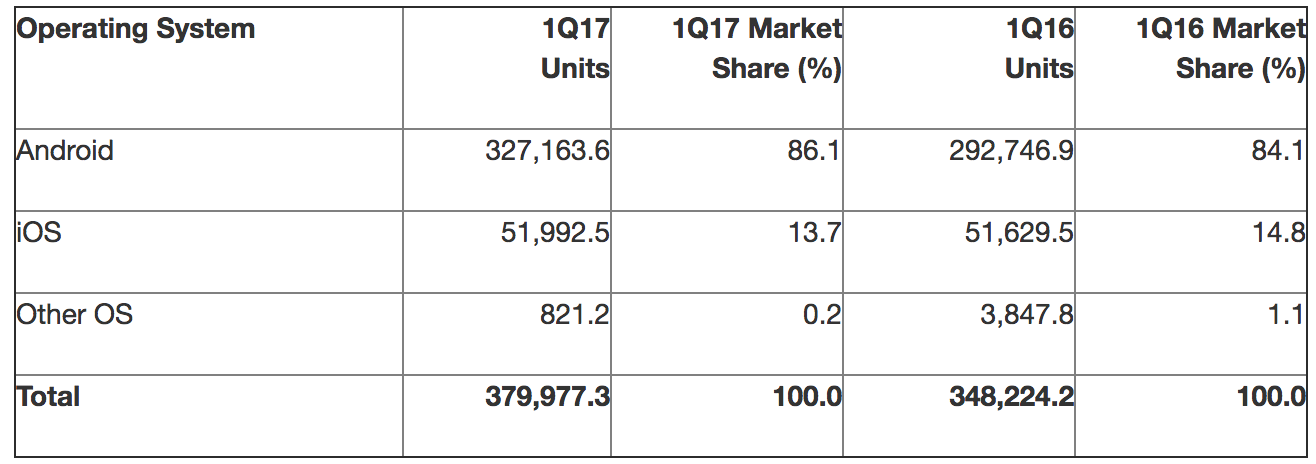 Operating System 1Q17 1Q17 Market 1Q16 1Q16 Market
Units Share (%) Units Share (%)
Android 327,163.6 86.1 292,746.9 84.1
iOS 51,992.5 13.7 51,629.5 14.8
Other OS 821.2 0.2 3,847.8 1.1
Total 379,977.3 100.0 348,224.2 100.0